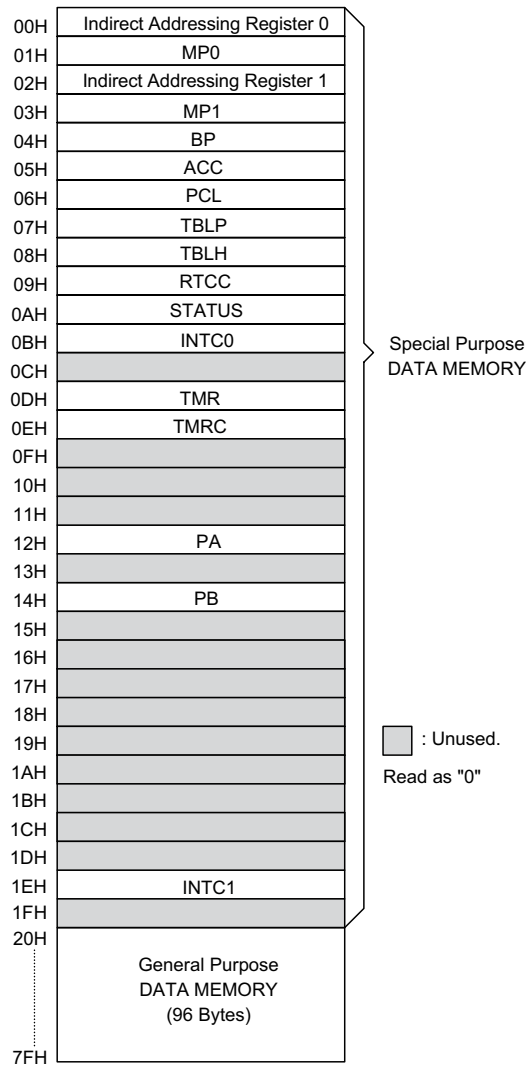 00H Indirect Addressing Register 0
01H MP0
02H Indirect Addressing Register 1
03H MP1
04H BP
05H ACC
06H PCL
07H TBLP
08H TBLH
09H RTCC
0AH STATUS
0BH INTC0
0CH
0DH TMR
0EH TMRC
0FH
10H
11H
12H PA
13H
14H PB
15H
16H
17H
18H
19H
1AH
1BH
1CH
1DH
1EH INTC1
1FH
20H
General Purpose
DATA MEMORY
(96 Bytes)
7FH
Special Purpose
DATA MEMORY
: Unused.
Read as "0"